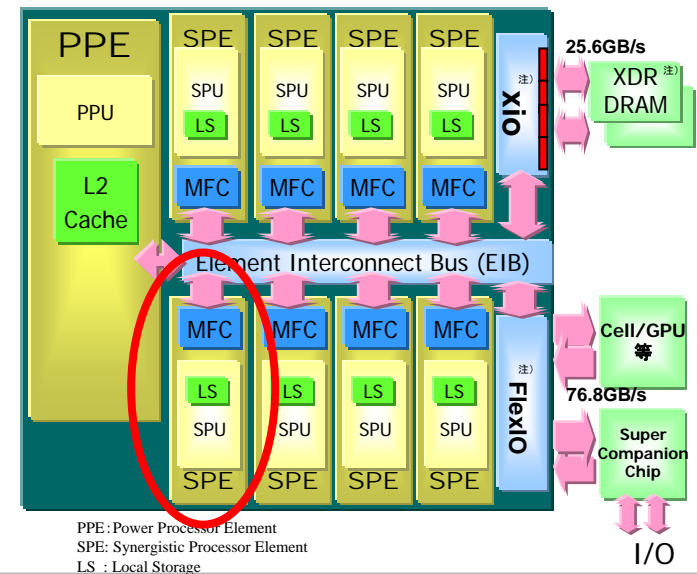 PPE
PPU
L2
Cache
SPE
SPU
LS
MFC
SPE
SPU
LS
MFC
SPE
SPU
LS
MFC
SPE
SPU
LS
MFC
注)
xio
25.6GB/s
XDR 注)
DRAM
Element Interconnect Bus (EIB)
MFC
LS
SPU
SPE
MFC
LS
SPU
SPE
MFC
LS
SPU
SPE
MFC
LS
SPU
SPE
注)
FlexIO
Cell/GPU
等
76.8GB/s
Super
Companion
Chip
I/O
PPE : Power Processor Element
SPE: Synergistic Processor Element
LS : Local Storage